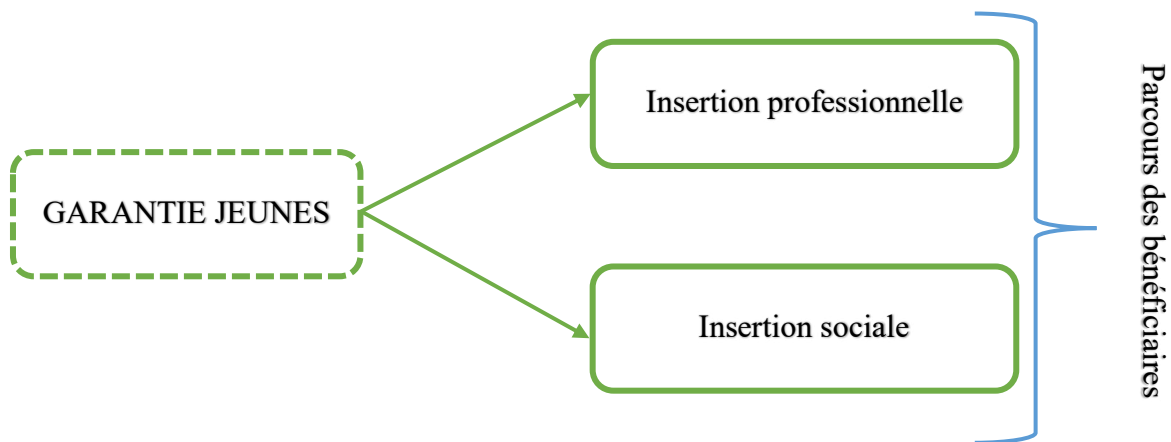 GARANTIE JEUNES
Insertion professionnelle
Insertion sociale
Parcours des bénéficiaires